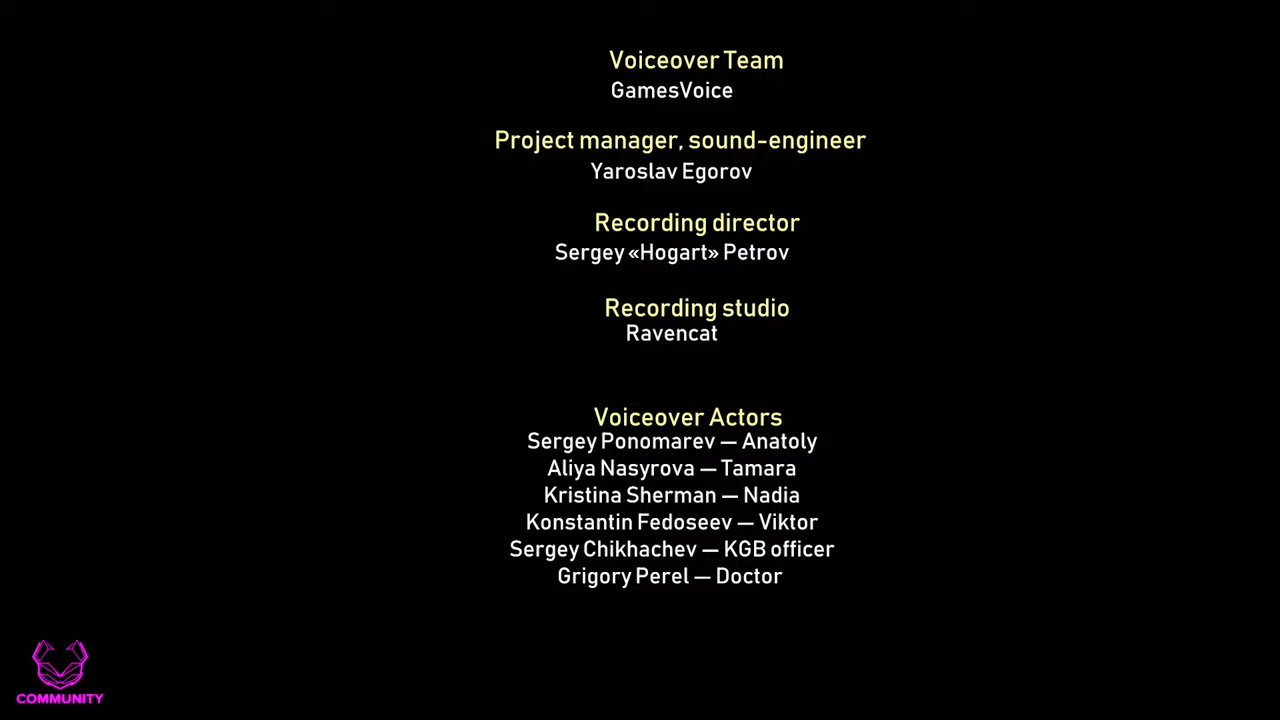 Voiceover Team
GamesVoice
Project manager, sound-engineer
Yaroslav Egorov
Recording director
Sergey «Hogart» Petrov
Recording studio
Ravencat
Voiceover Actors
Sergey Ponomarev — Anatoly
Aliya Nasyrova — Tamara
Kristina Sherman — Nadia
Konstantin Fedoseev — Viktor
Sergey Chikhachev — KGB officer
Grigory Perel — Doctor
COMMUNITY